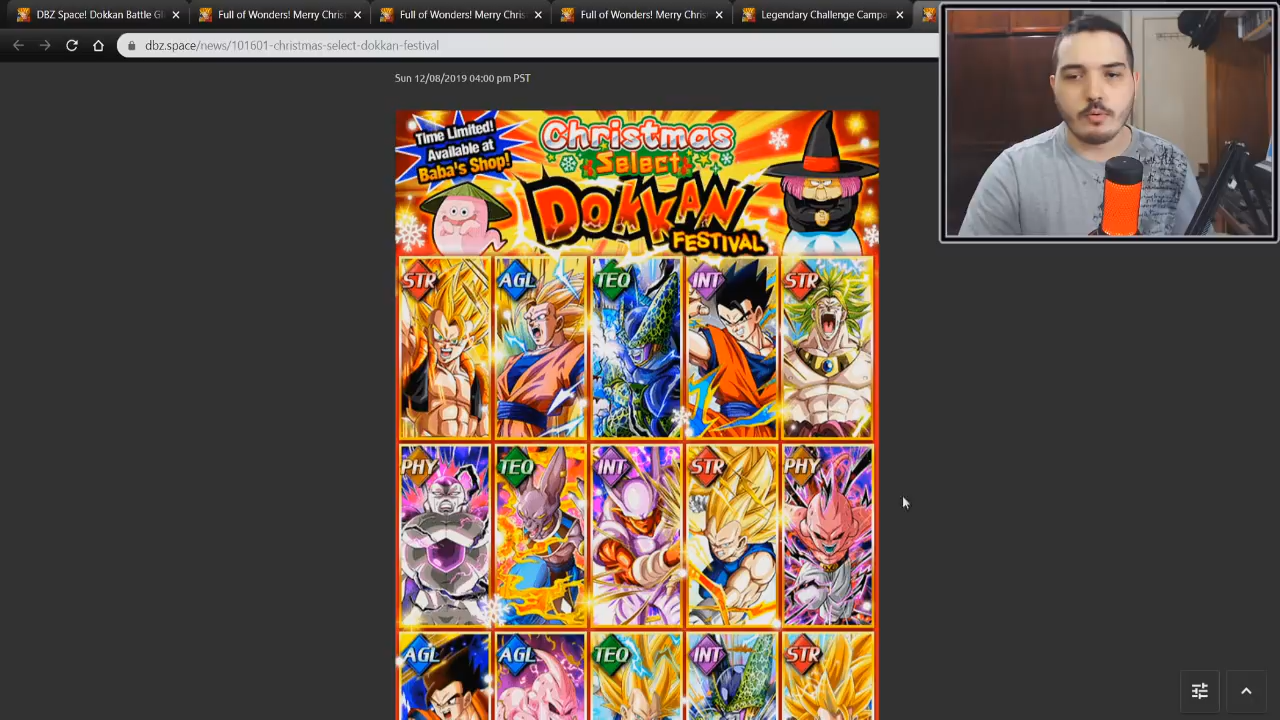 DBZ Space! Dokkan Battle Gl
Full of Wonders! Merry Chris
Full of Wonders! Merry Chris
Full of Wonders! Merry Chris
Legendary Challenge Campa
dbz.space/news/101601-christmas-select-dokkan-festival
Sun 12/08/2019 04:00 pm PST
Time Limited!
Available at
Baba's Shop!
Christmas
Select
DOKKAN
FESTIVAL
STR AGL TEQ INT STR
PHY TEQ INT STR PHY
AGL AGL TEQ INT STR